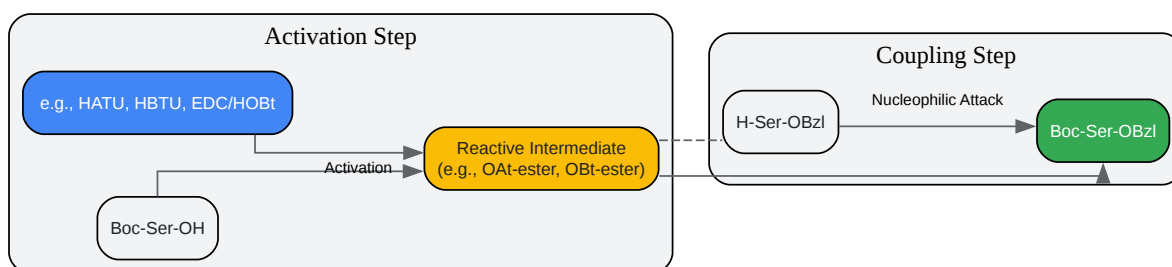 Activation Step
e.g., HATU, HBTU, EDC/HOBt
Activation
Boc-Ser-OH
Reactive Intermediate
(e.g., OAt-ester, OBt-ester)
Coupling Step
H-Ser-OBzl
Nucleophilic Attack
Boc-Ser-OBzl